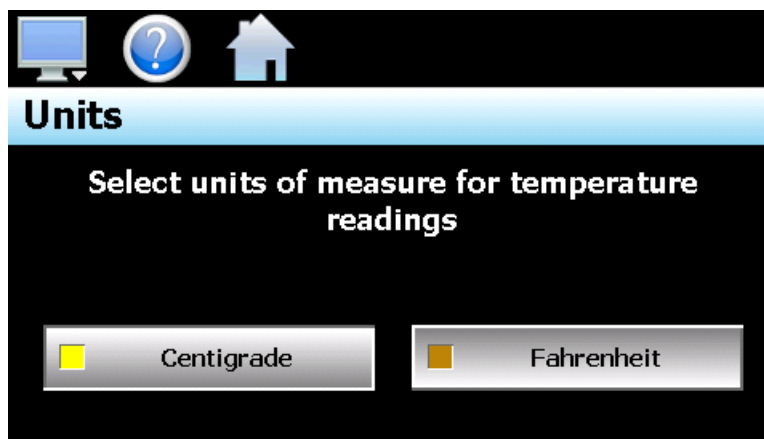 ?
Units
Select units of measure for temperature
readings
Centigrade
Fahrenheit